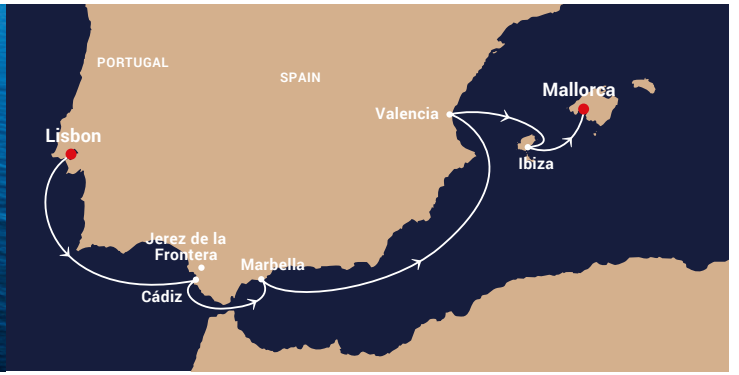 PORTUGAL
SPAIN
Mallorca
Valencia
Lisbon
Ibiza
Jerez de la
Frontera
Marbella
Cádiz